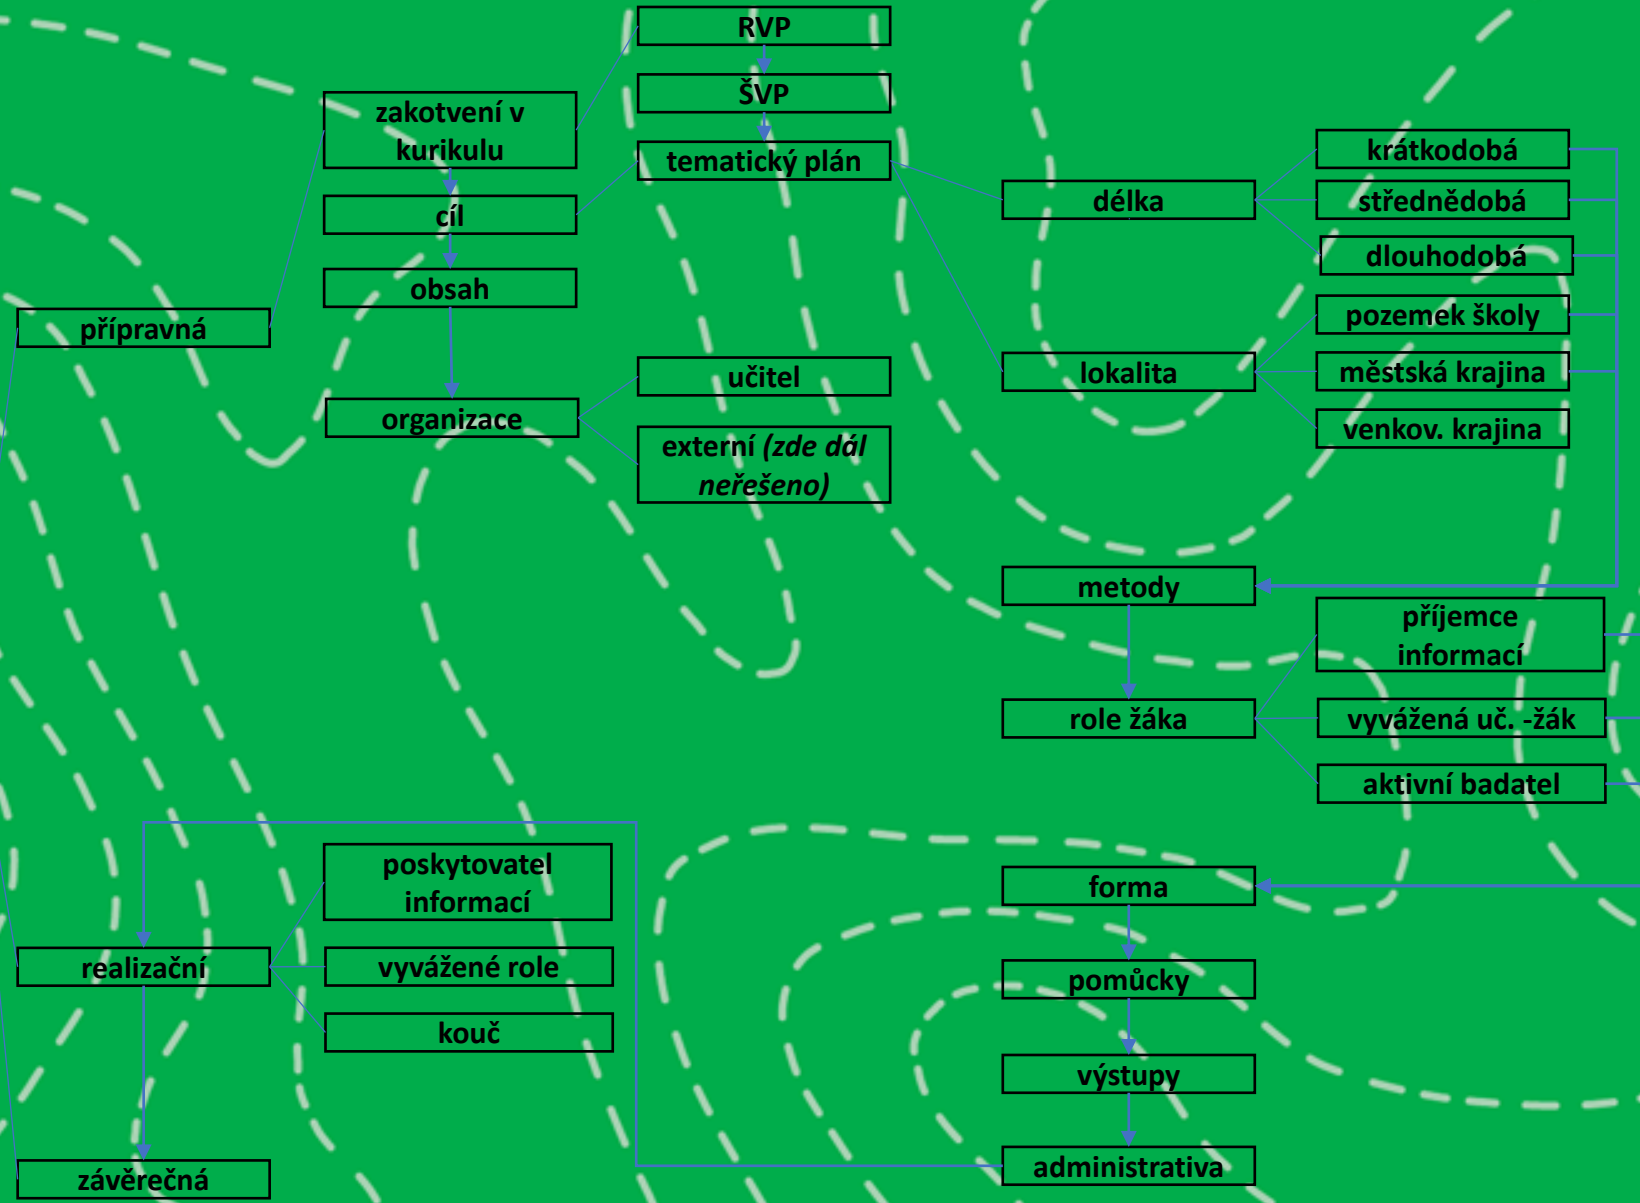 RVP
ŠVP
tematický plán
zakotvení v
kurikulu
cíl
obsah
organizace
přípravná
učitel
externí (zde dál
neřešeno)
délka
krátkodobá
střednědobá
dlouhodobá
lokalita
pozemek školy
městská krajina
venkov. krajina
metody
role žáka
příjemce
informací
vyvážená uč. -žák
aktivní badatel
forma
pomůcky
výstupy
administrativa
realizační
poskytovatel
informací
vyvážené role
kouč
závěrečná